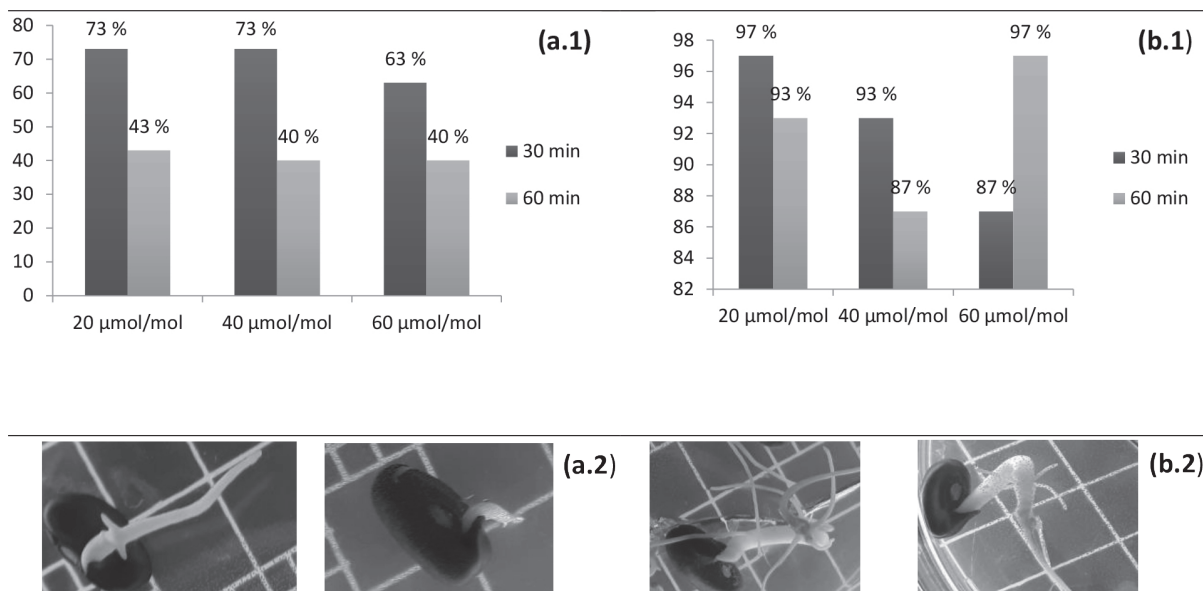 80
70
60
50
40
30
20
10
0
73 %
43 %
73 %
40 %
63 %
40 %
20 µmol/mol
40 µmol/mol
60 µmol/mol
30 min
60 min
(a.1)
98
96
94
92
90
88
86
84
82
97 %
93 %
93 %
87 %
87 %
97 %
20 µmol/mol
40 µmol/mol
60 µmol/mol
30 min
60 min
(b.1)
(a.2)
(b.2)